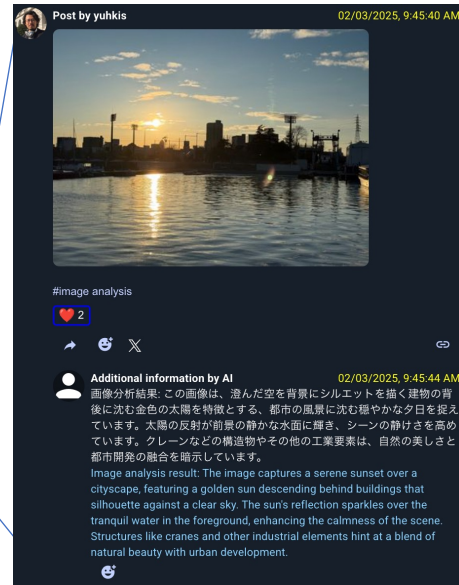 Post by yuhkis 02/03/2025, 9:45:40 AM
#image analysis
2
Additional information by AI 02/03/2025, 9:45:44 AM
画像分析結果: この画像は、澄んだ空を背景にシルエットを描く建物の背
後に沈む金色の太陽を特徴とする、都市の風景に沈む穏やかな夕日を捉え
ています。太陽の反射が前景の静かな水面に輝き、シーンの静けさを高め
ています。クレーンなどの構造物やその他の工業要素は、自然の美しさと
都市開発の融合を暗示しています。
Image analysis result: The image captures a serene sunset over a
cityscape, featuring a golden sun descending behind buildings that
silhouette against a clear sky. The sun's reflection sparkles over the
tranquil water in the foreground, enhancing the calmness of the scene.
Structures like cranes and other industrial elements hint at a blend of
natural beauty with urban development.